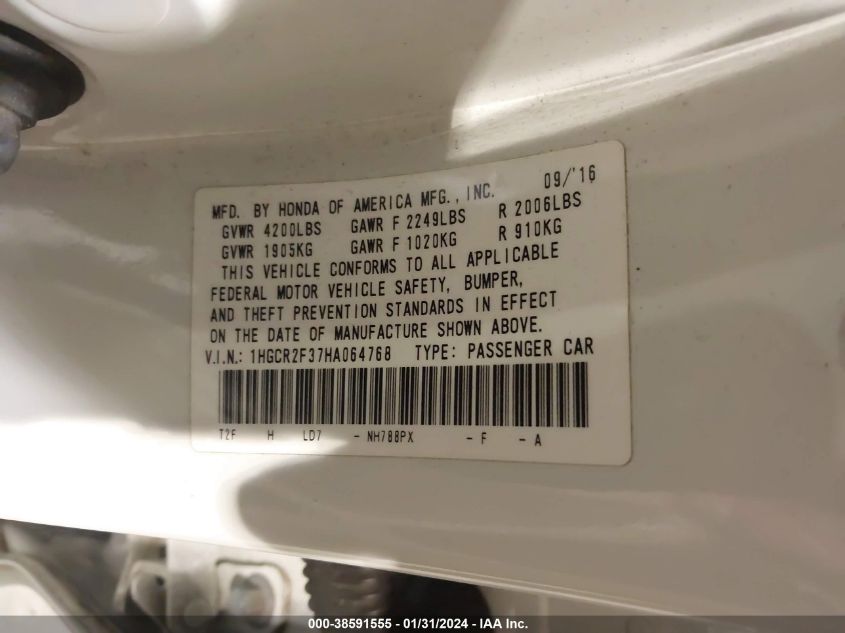 MFD. BY HONDA OF AMERICA MFG., INC. 09/'16
GVWR 4200LBS GAWR F 2249LBS R 2006LBS
GVWR 1905KG GAWR F 1020KG R 910KG
THIS VEHICLE CONFORMS TO ALL APPLICABLE
FEDERAL MOTOR VEHICLE SAFETY, BUMPER,
AND THEFT PREVENTION STANDARDS IN EFFECT
ON THE DATE OF MANUFACTURE SHOWN ABOVE.
V.I.N.: 1HGCR2F37HA064768 TYPE: PASSENGER CAR
T2F H LD7 - NH788PX - F - A
000-38591555 - 01/31/2024 - IAA Inc.